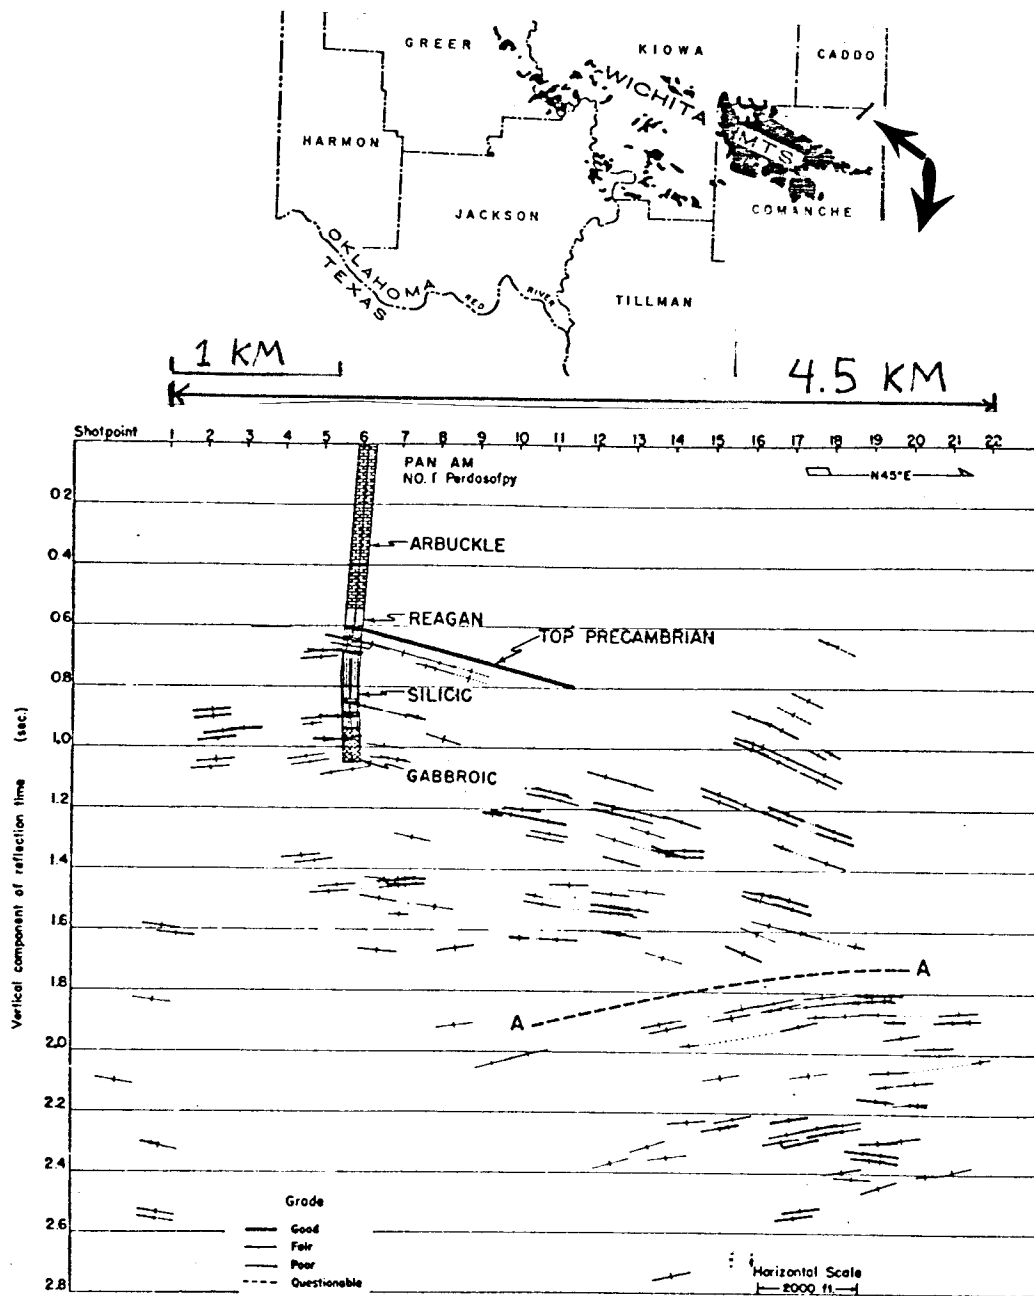 GREER
KIOWA
CADDO
WICHITA
MTS
HARMON
JACKSON
COMANCHE
OKLAHOMA
TEXAS
RED RIVER
TILLMAN
1 KM
4.5 KM
Shotpoint 1 2 3 4 5 6 7 8 9 10 11 12 13 14 15 16 17 18 19 20 21 22
PAN AM
NO. 1 Perdasofpy
N45°E
0.2
0.4
ARBUCKLE
0.6
REAGAN
TOP PRECAMBRIAN
0.8
SILICIC
1.0
GABBROIC
1.2
1.4
1.6
1.8
A
A
2.0
2.2
2.4
2.6
2.8
Vertical component of reflection time (sec.)
Grade
Good
Fair
Poor
Questionable
Horizontal Scale
2000 ft.